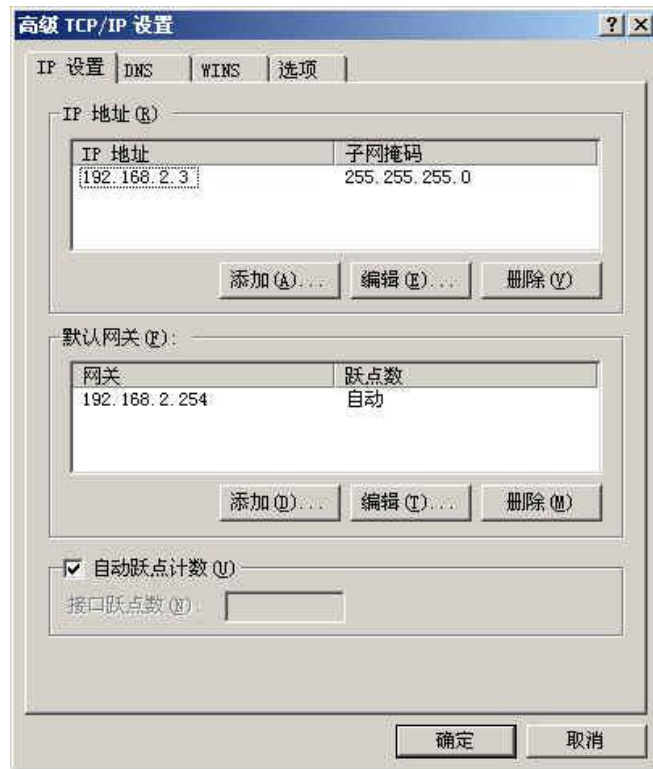 高级 TCP/IP 设置
IP 设置 DNS WINS 选项
IP 地址(R)
IP 地址 子网掩码
192.168.2.3 255.255.255.0
添加(A)... 编辑(E)... 删除(V)
默认网关(F):
网关 跃点数
192.168.2.254 自动
添加(D)... 编辑(T)... 删除(M)
自动跃点计数(U)
接口跃点数(N):
确定 取消